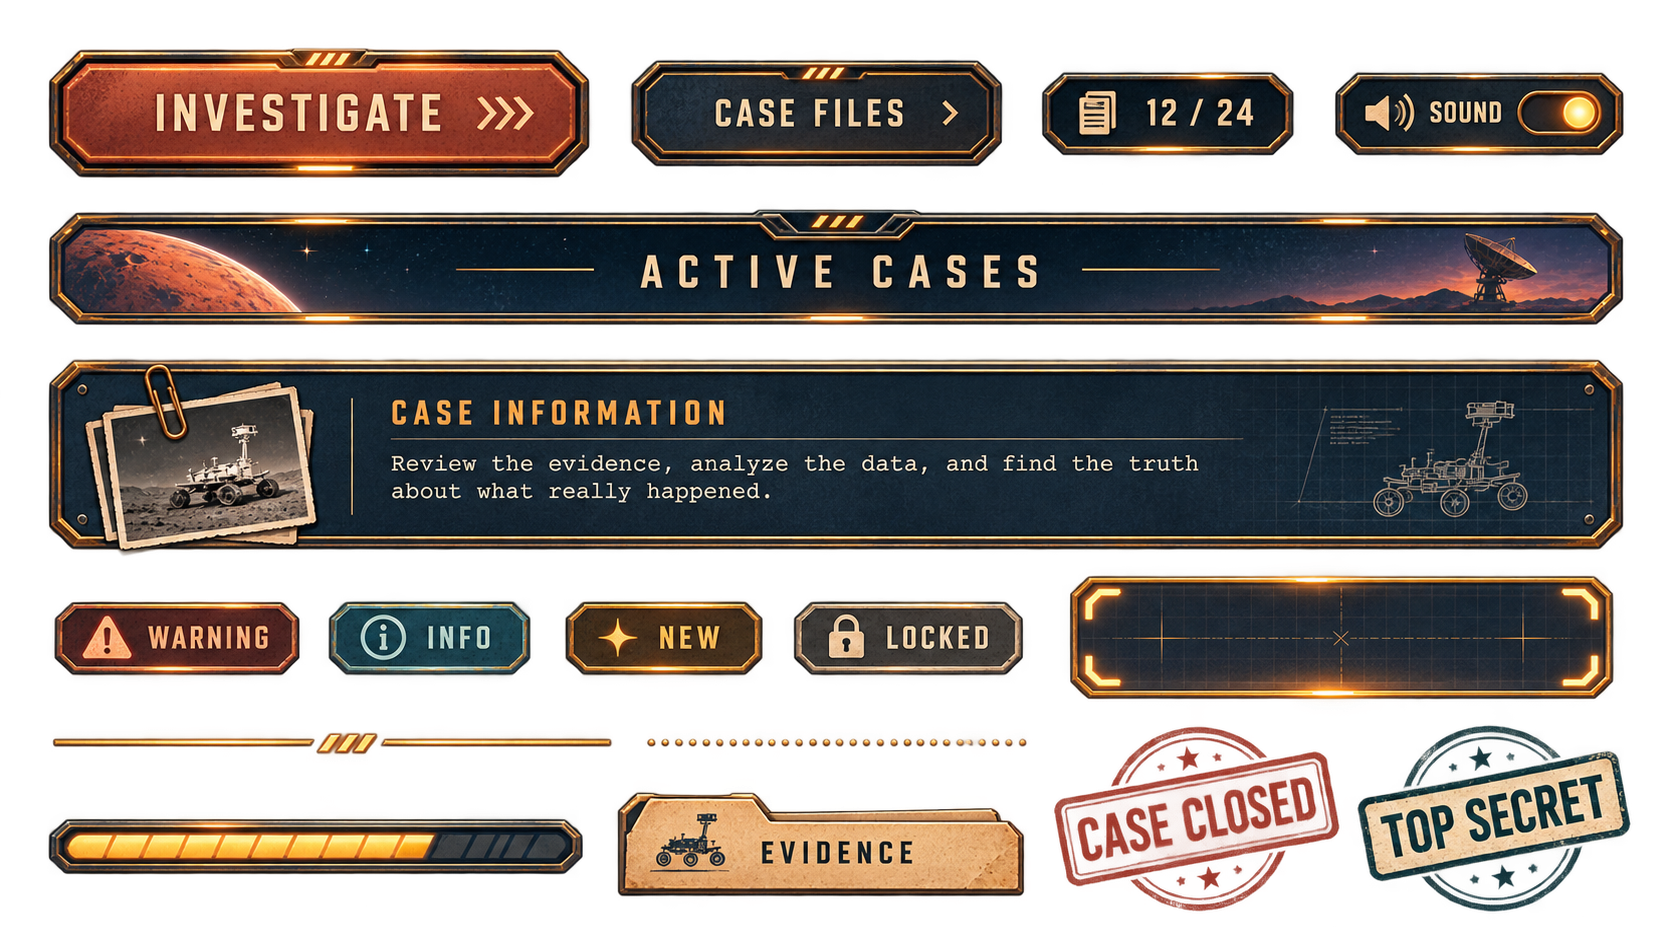 INVESTIGATE
CASE FILES
12 / 24
SOUND
ACTIVE CASES
CASE INFORMATION
Review the evidence, analyze the data, and find the truth
about what really happened.
WARNING
INFO
NEW
LOCKED
EVIDENCE
CASE CLOSED
TOP SECRET